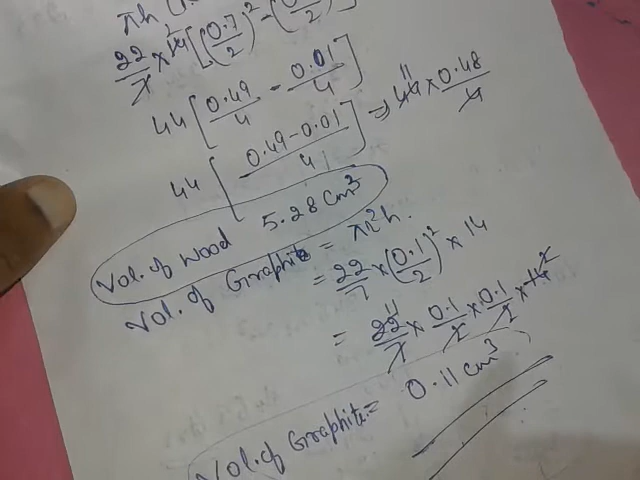 πh
22/7 × 14[(0.7/2)² - (0. /2)²]
44[0.49/4 - 0.01/4]
44[0.49-0.01/4] ⇒ 44 11 × 0.48/4
Vol. of Wood 5.28 cm³
Vol. of Graphite = πr²h.
= 22/7 × (0.1/2)² × 14
= 22 11/7 × 0.1/2 × 0.1/2 × 14 2
Vol. of Graphite = 0.11 cm³